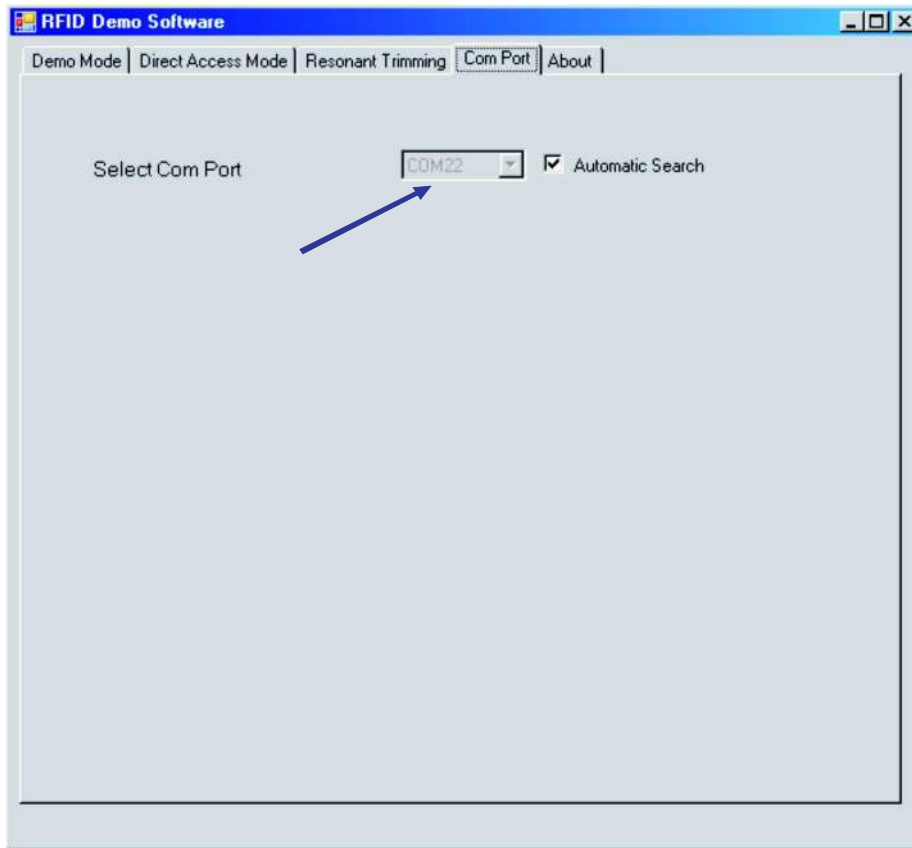 RFID Demo Software
Demo Mode Direct Access Mode Resonant Trimming Com Port About
Select Com Port COM22 Automatic Search